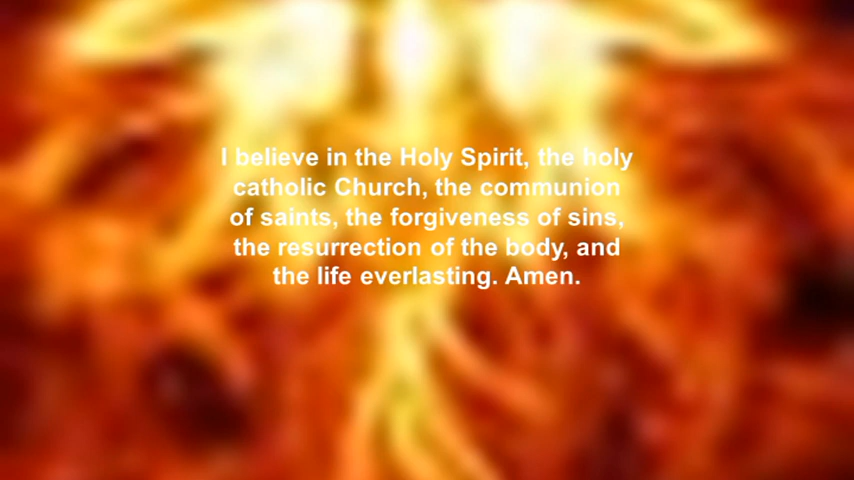 I believe in the Holy Spirit, the holy
catholic Church, the communion
of saints, the forgiveness of sins,
the resurrection of the body, and
the life everlasting. Amen.